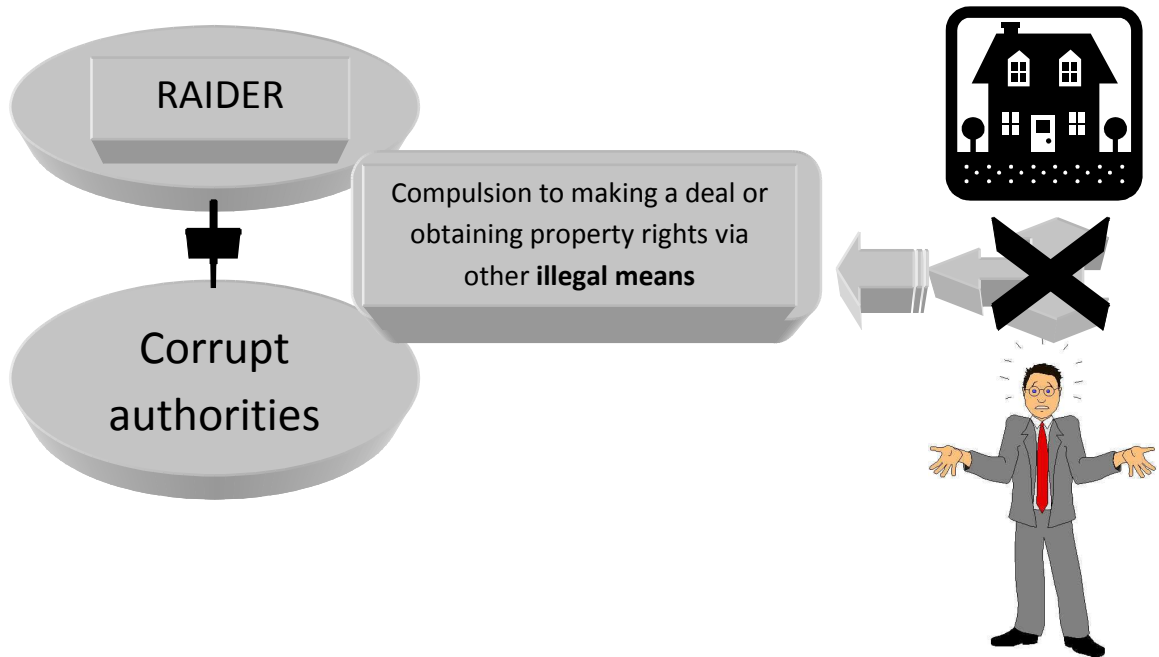 RAIDER
Compulsion to making a deal or
obtaining property rights via
other illegal means
Corrupt
authorities